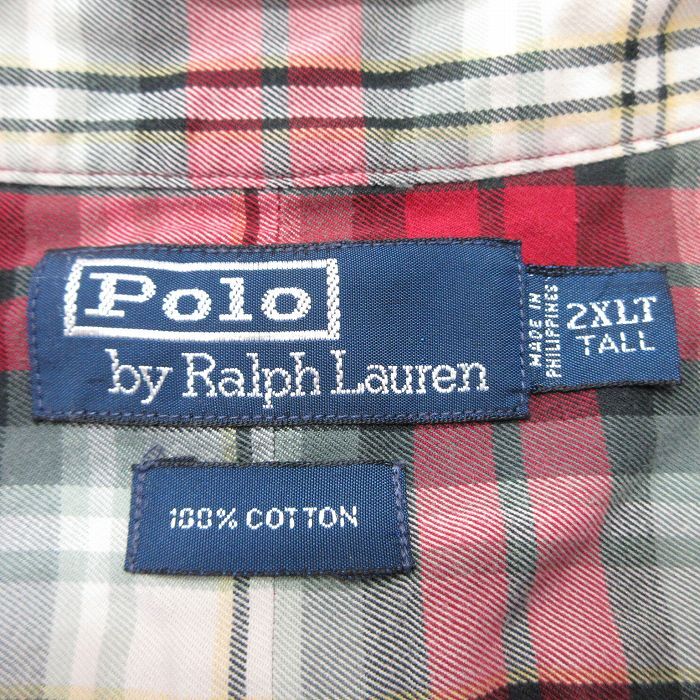 Polo
by Ralph Lauren
MADE IN
PHILIPPINES
2XLT
TALL
100% COTTON